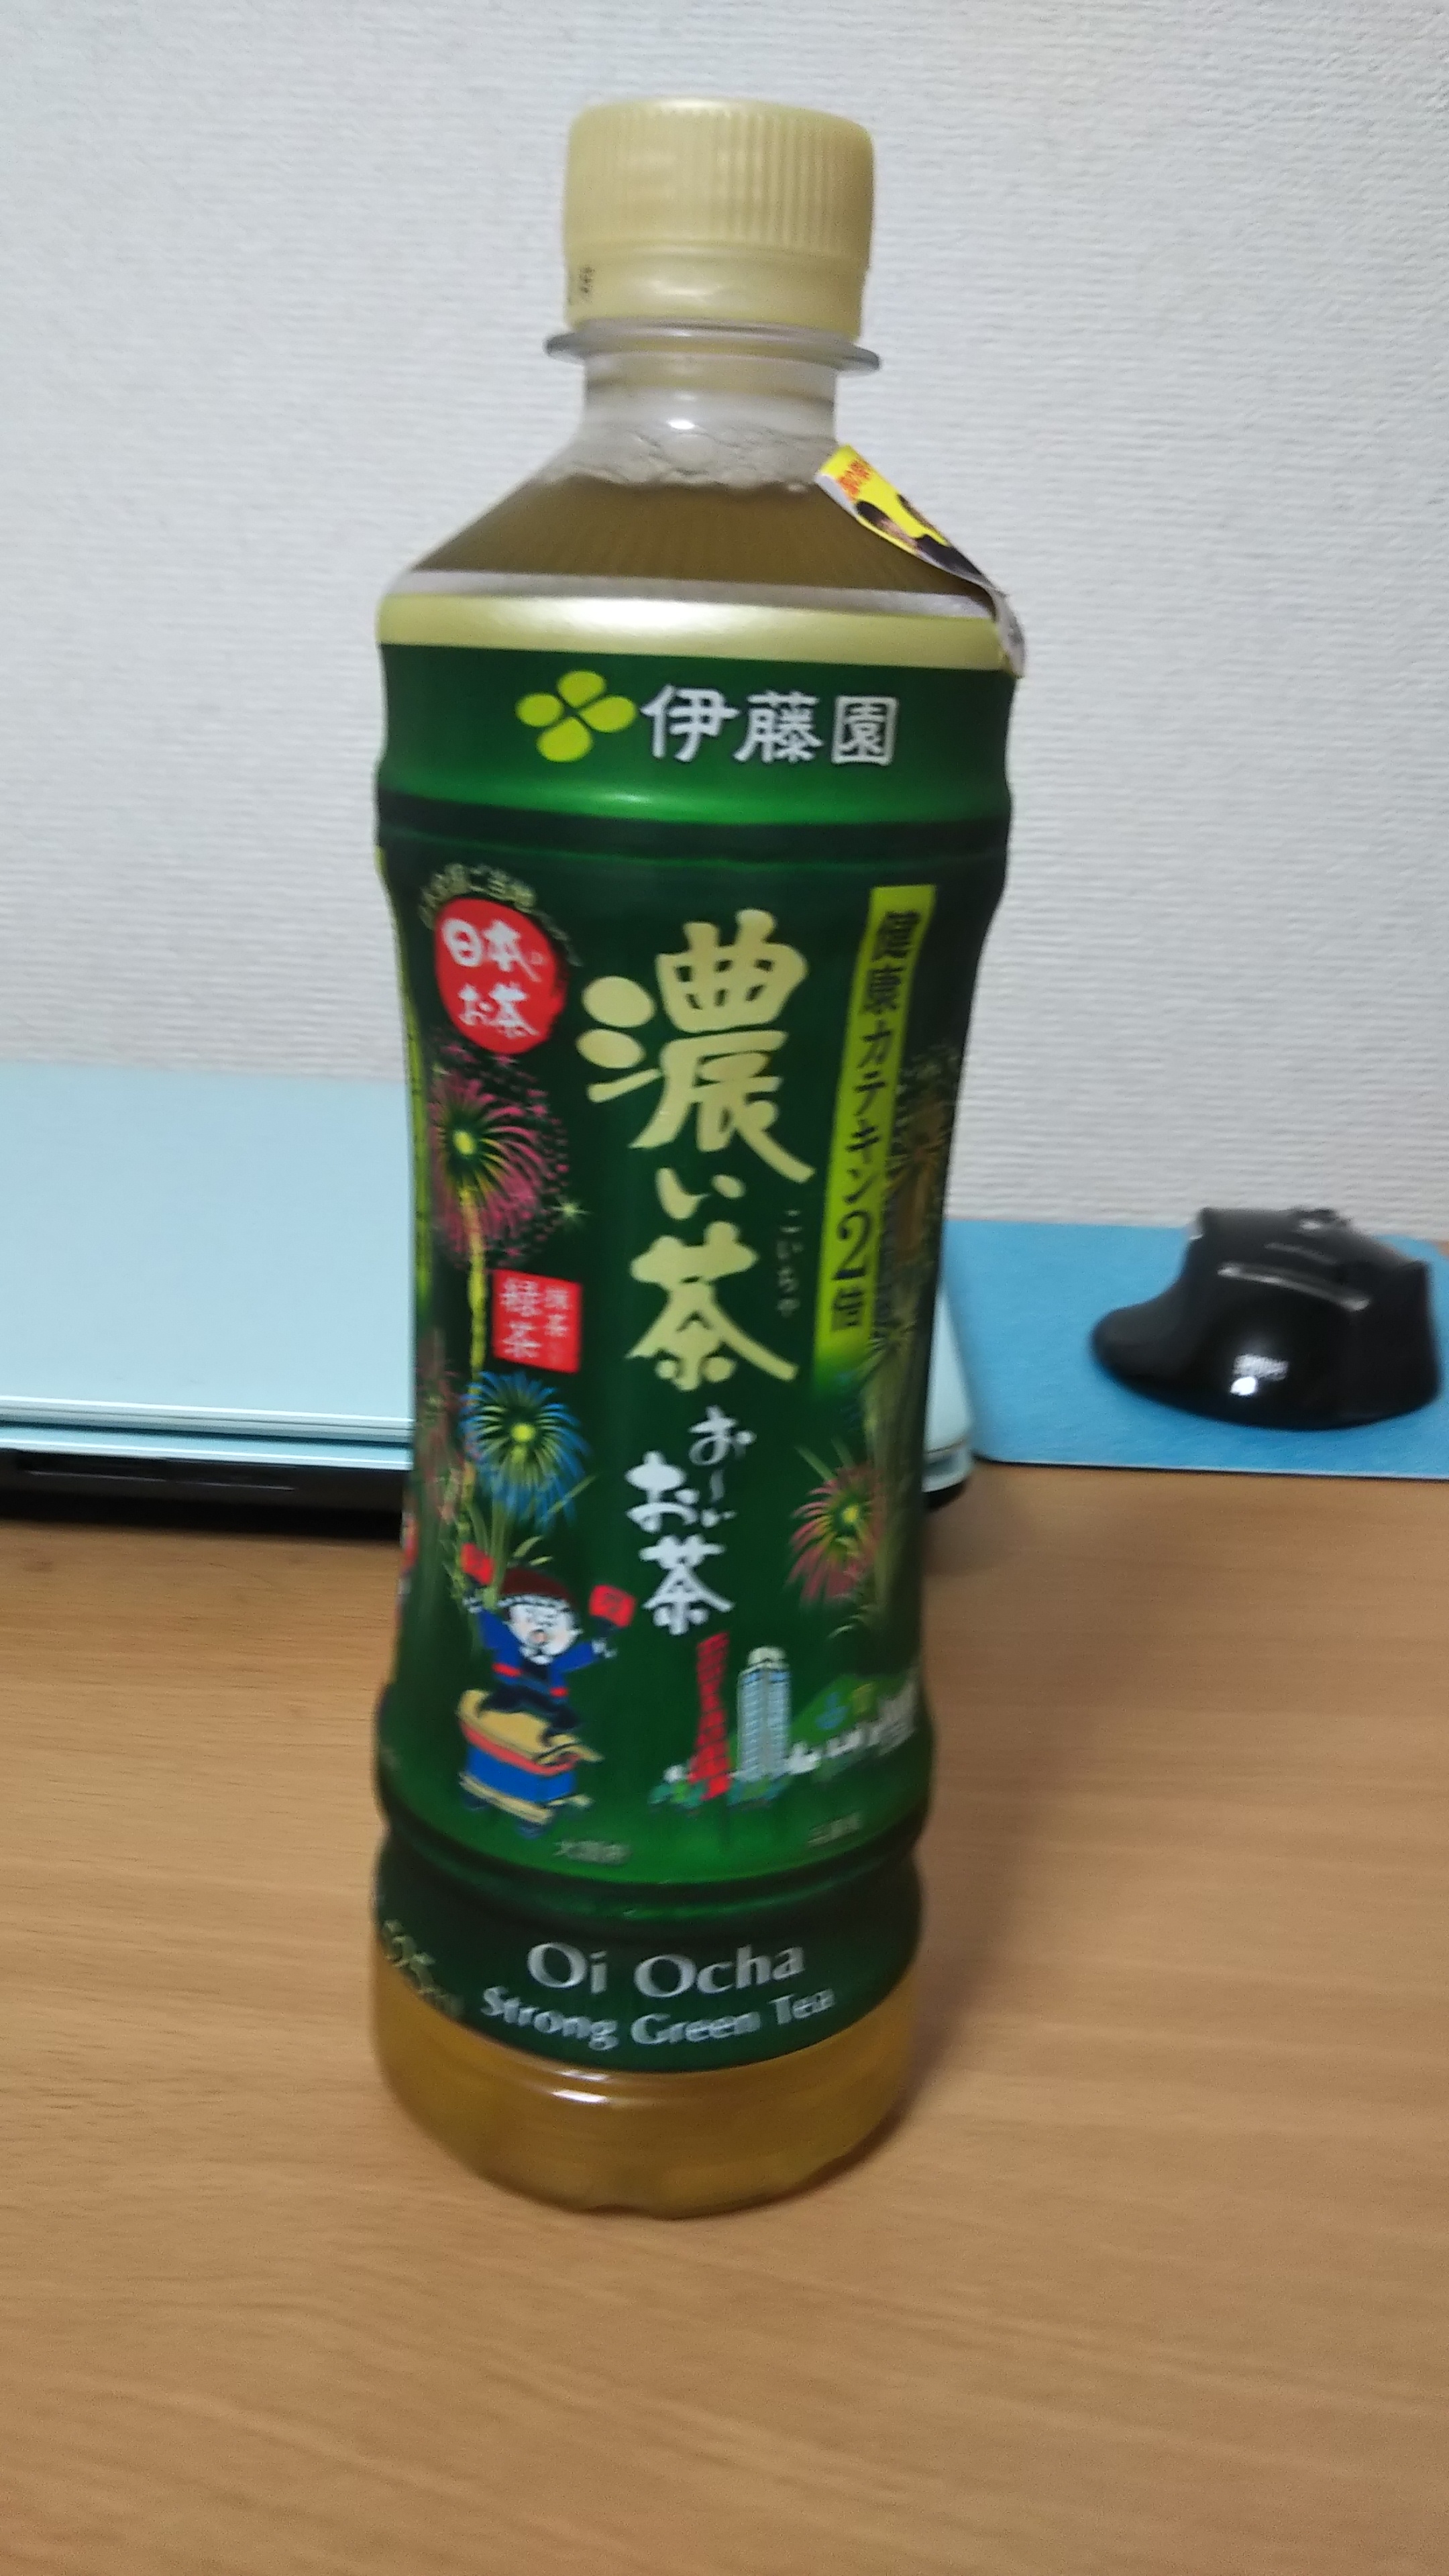 伊藤園
日本の
お茶
濃い茶
こいちゃ
健康カテキン2倍
緑茶
お〜い
お茶
Oi Ocha
Strong Green Tea